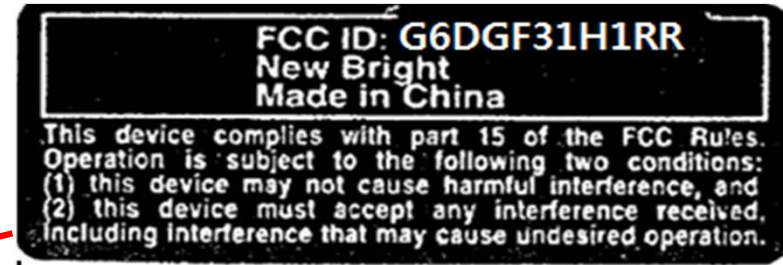 FCC ID: G6DGF31H1RR
New Bright
Made in China
This device complies with part 15 of the FCC Rules.
Operation is subject to the following two conditions:
(1) this device may not cause harmful interference, and
(2) this device must accept any interference received,
including interference that may cause undesired operation.